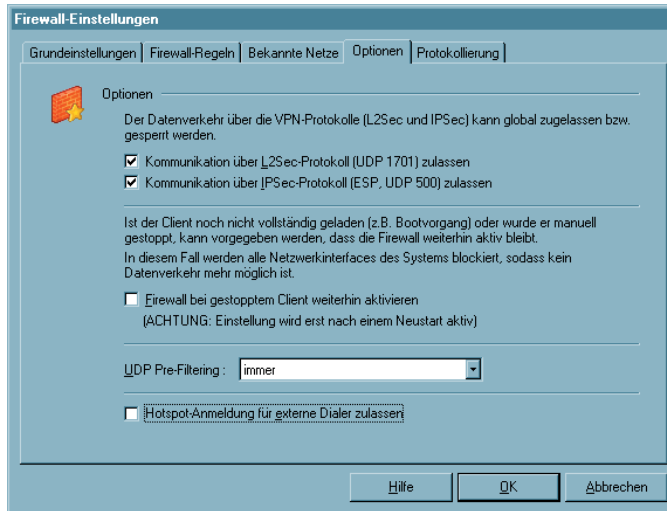 Firewall-Einstellungen
Grundeinstellungen Firewall-Regeln Bekannte Netze Optionen Protokollierung
Optionen
Der Datenverkehr über die VPN-Protokolle (L2Sec und IPSec) kann global zugelassen bzw.
gesperrt werden.
Kommunikation über L2Sec-Protokoll (UDP 1701) zulassen
Kommunikation über IPSec-Protokoll (ESP, UDP 500) zulassen
Ist der Client noch nicht vollständig geladen (z.B. Bootvorgang) oder wurde er manuell
gestoppt, kann vorgegeben werden, dass die Firewall weiterhin aktiv bleibt.
In diesem Fall werden alle Netzwerkinterfaces des Systems blockiert, sodass kein
Datenverkehr mehr möglich ist.
Firewall bei gestopptem Client weiterhin aktivieren
(ACHTUNG: Einstellung wird erst nach einem Neustart aktiv)
UDP Pre-Filtering : immer
Hotspot-Anmeldung für externe Dialer zulassen
Hilfe OK Abbrechen